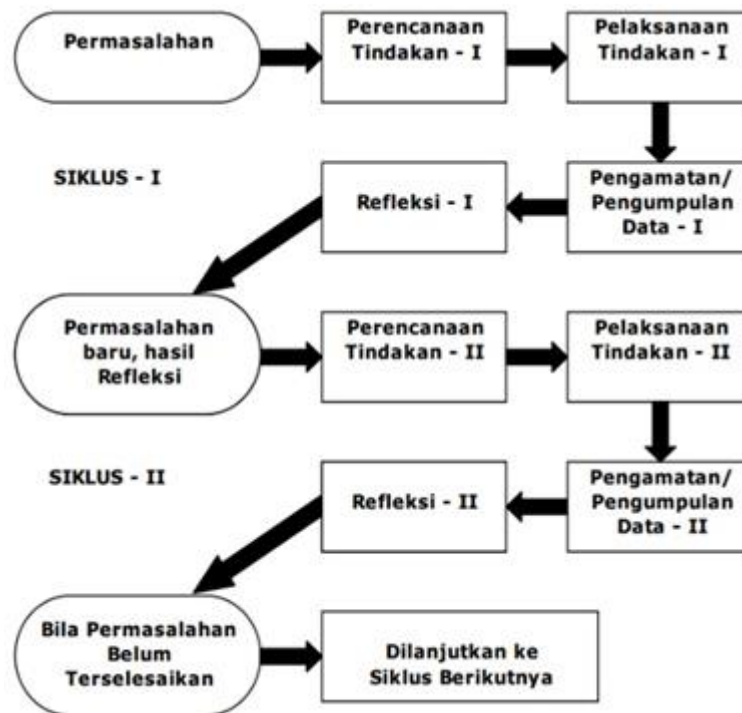 Permasalahan
Perencanaan
Tindakan - I
Pelaksanaan
Tindakan - I
SIKLUS - I
Refleksi - I
Pengamatan/
Pengumpulan
Data - I
Permasalahan
baru, hasil
Refleksi
Perencanaan
Tindakan - II
Pelaksanaan
Tindakan - II
SIKLUS - II
Refleksi - II
Pengamatan/
Pengumpulan
Data - II
Bila Permasalahan
Belum
Terselesaikan
Dilanjutkan ke
Siklus Berikutnya